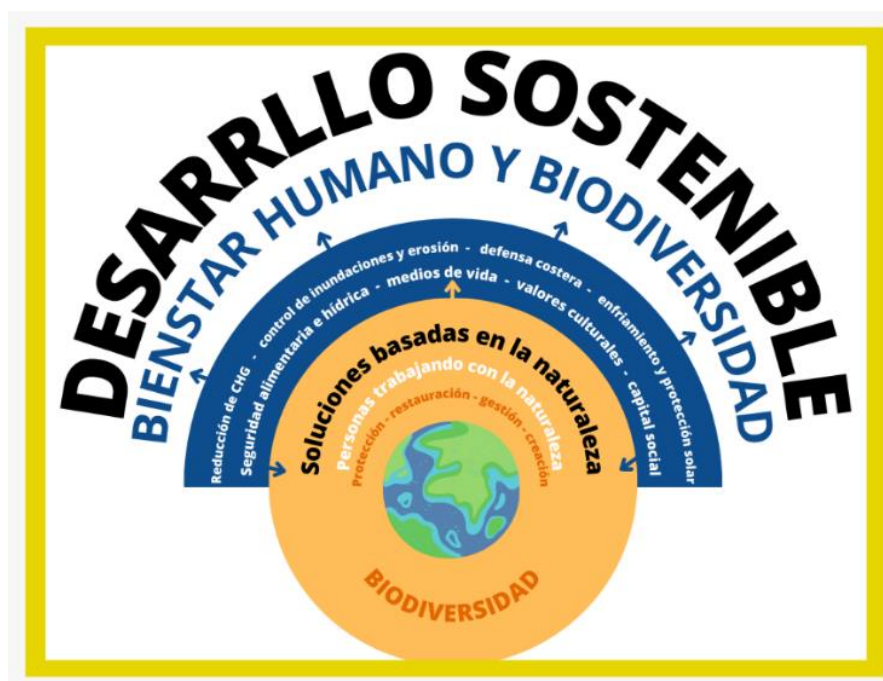 DESARRLLO SOSTENIBLE
BIENSTAR HUMANO Y BIODIVERSIDAD
Reducción de CHG - control de inundaciones y erosión - defensa costera - enfriamiento y protección solar
Seguridad alimentaria e hídrica - medios de vida - valores culturales - capital social
Soluciones basadas en la naturaleza
Personas trabajando con la naturaleza
Protección - restauración - gestión - creación
BIODIVERSIDAD